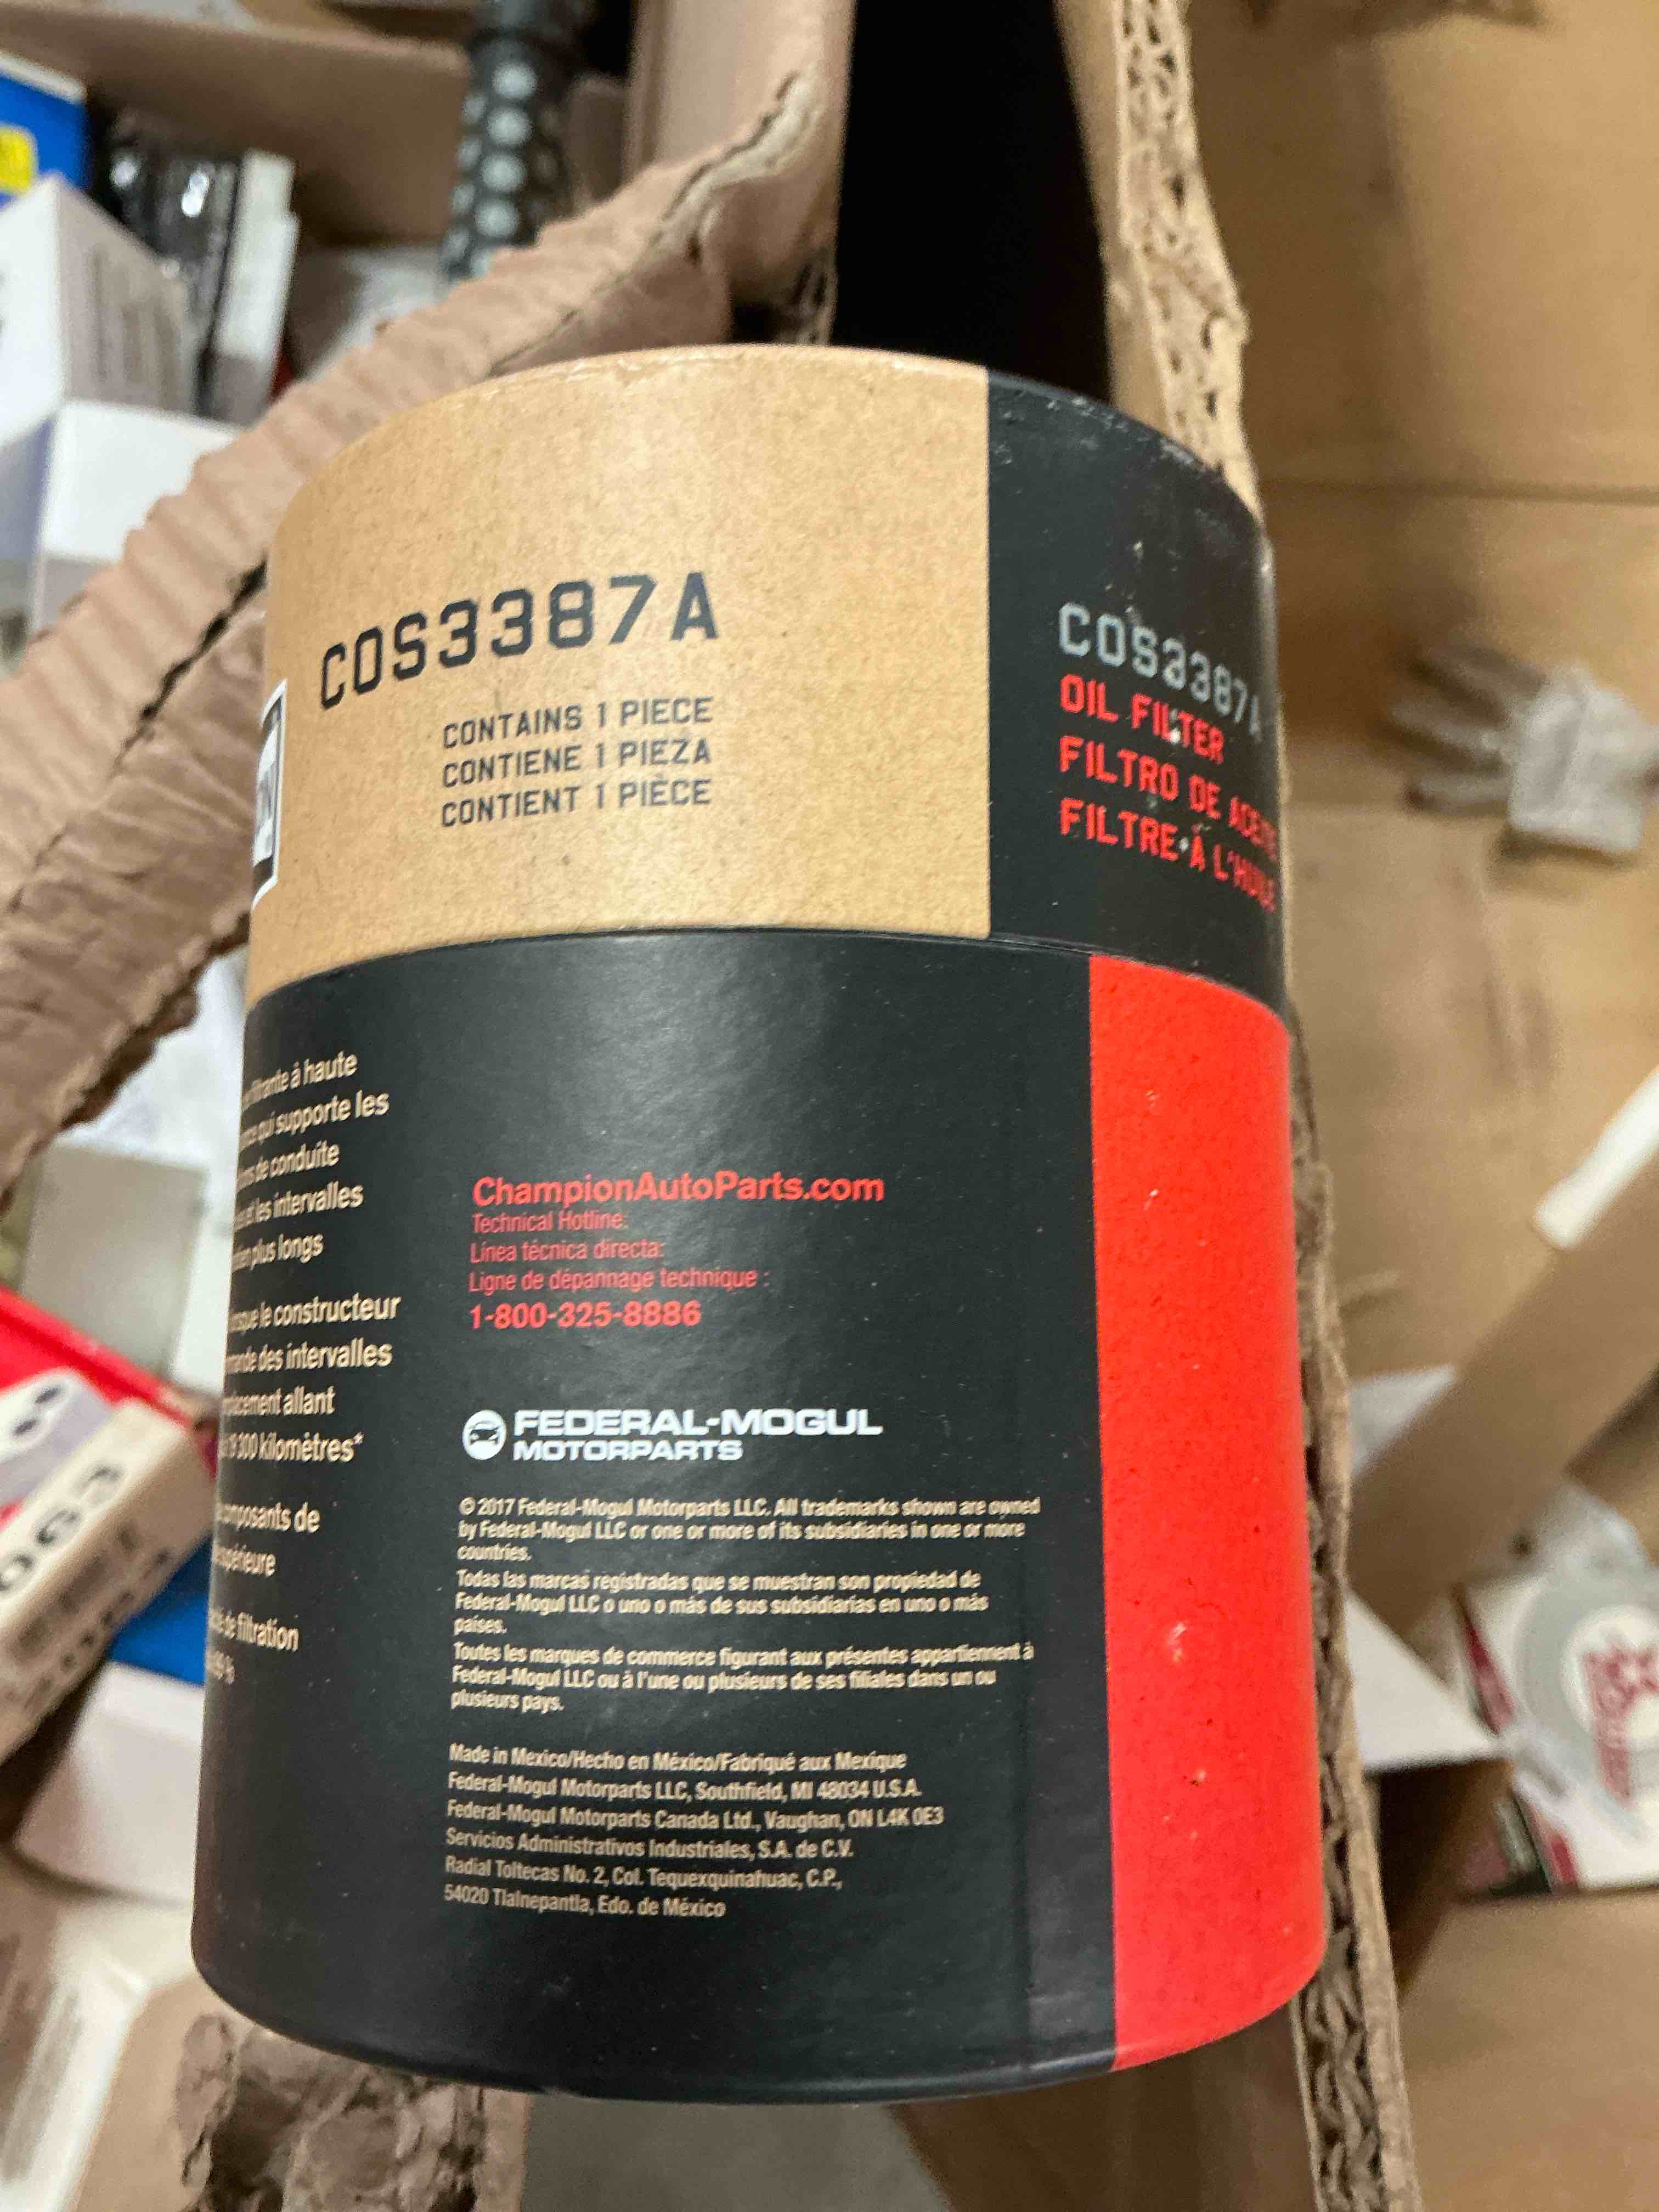 COS3387A
CONTAINS 1 PIECE
CONTIENE 1 PIEZA
CONTIENT 1 PIÈCE
COS3387A
OIL FILTER
FILTRO DE ACEITE
FILTRE À L'HUILE
à haute
qui supporte les
de conduite
les intervalles
plus longs
le constructeur
des intervalles
allant
19 300 kilomètres*
de
de filtration
ChampionAutoParts.com
Technical Hotline:
Línea técnica directa:
Ligne de dépannage technique :
1-800-325-8886
FEDERAL-MOGUL
MOTORPARTS
© 2017 Federal-Mogul Motorparts LLC. All trademarks shown are owned
by Federal-Mogul LLC or one or more of its subsidiaries in one or more
countries.
Todas las marcas registradas que se muestran son propiedad de
Federal-Mogul LLC o uno o más de sus subsidiarias en uno o más
países.
Toutes les marques de commerce figurant aux présentes appartiennent à
Federal-Mogul LLC ou à l'une ou plusieurs de ses filiales dans un ou
plusieurs pays.
Made in Mexico/Hecho en México/Fabriqué aux Mexique
Federal-Mogul Motorparts LLC, Southfield, MI 48034 U.S.A.
Federal-Mogul Motorparts Canada Ltd., Vaughan, ON L4K 0E3
Servicios Administrativos Industriales, S.A. de C.V.
Radial Toltecas No. 2, Col. Tequexquinahuac, C.P.,
54020 Tlalnepantla, Edo. de México